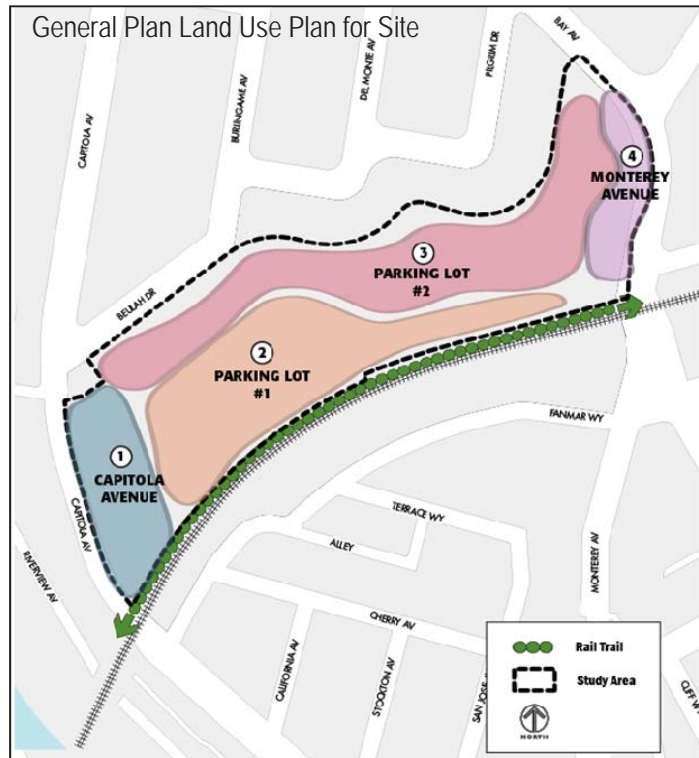 General Plan Land Use Plan for Site
BAY AV
PILGRIM DR
DEL MONTE AV
BURLINGAME AV
CAPITOLA AV
4
MONTEREY
AVENUE
3
PARKING LOT
#2
BEULAH DR
2
PARKING LOT
#1
FANMAR WY
1
CAPITOLA
AVENUE
CAPITOLA AV
TERRACE WY
ALLEY
RIVERVIEW AV
MONTEREY AV
CHERRY AV
CALIFORNIA AV
STOCKTON AV
SAN JOSE
CLIFF
Rail Trail
Study Area
NORTH